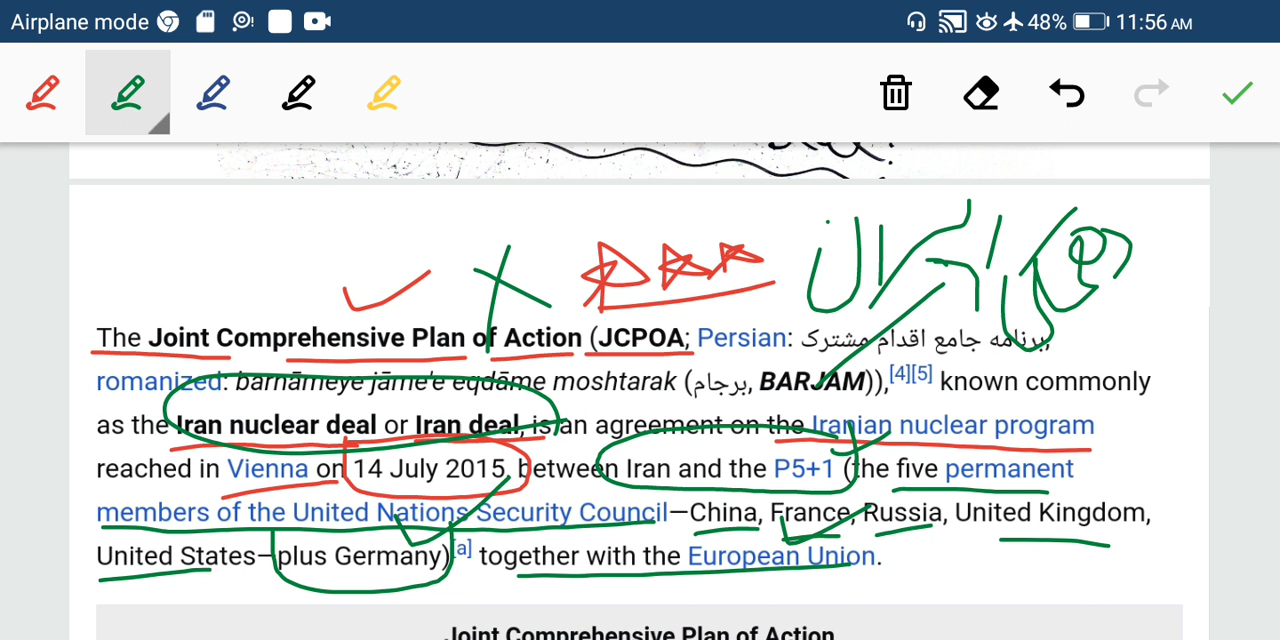 Airplane mode 48% 11:56 AM
The Joint Comprehensive Plan of Action (JCPOA; Persian: برنامه جامع اقدام مشترک,
romanized: barnāmeye jāme'e eqdāme moshtarak (برجام, BARJAM)),[4][5] known commonly
as the Iran nuclear deal or Iran deal, is an agreement on the Iranian nuclear program
reached in Vienna on 14 July 2015, between Iran and the P5+1 (the five permanent
members of the United Nations Security Council—China, France, Russia, United Kingdom,
United States—plus Germany)[a] together with the European Union.
Joint Comprehensive Plan of Action